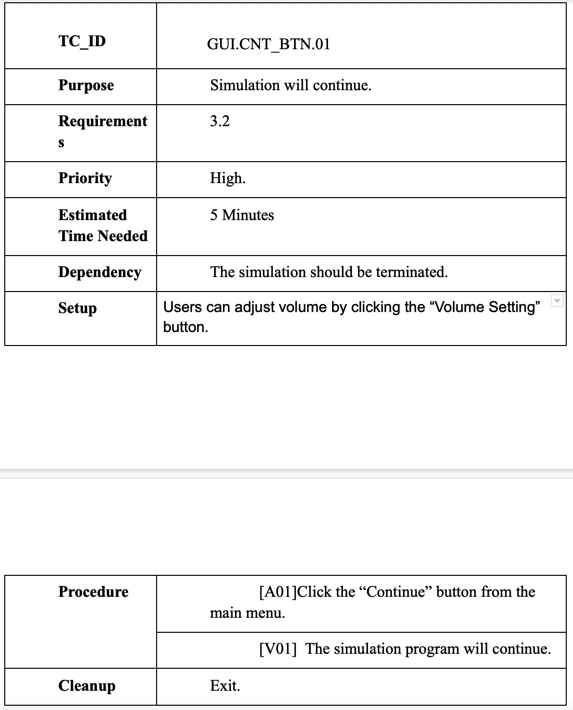 TC_ID
GUI.CNT_BTN.01
Purpose
Simulation will continue.
Requirement
s
3.2
Priority
High.
Estimated
Time Needed
5 Minutes
Dependency
The simulation should be terminated.
Setup
Users can adjust volume by clicking the “Volume Setting”
button.
Procedure
[A01]Click the “Continue” button from the
main menu.
[V01]  The simulation program will continue.
Cleanup
Exit.